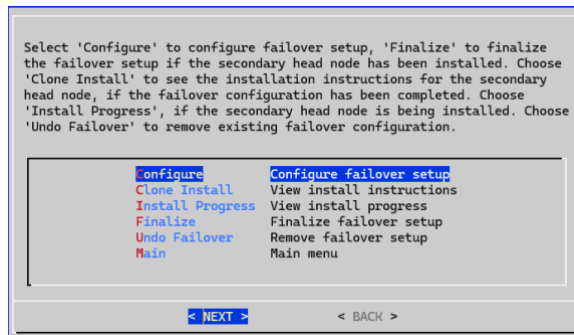 Select 'Configure' to configure failover setup, 'Finalize' to finalize
the failover setup if the secondary head node has been installed. Choose
'Clone Install' to see the installation instructions for the secondary
head node, if the failover configuration has been completed. Choose
'Install Progress', if the secondary head node is being installed. Choose
'Undo Failover' to remove existing failover configuration.
Configure Configure failover setup
Clone Install View install instructions
Install Progress View install progress
Finalize Finalize failover setup
Undo Failover Remove failover setup
Main Main menu
< NEXT > < BACK >